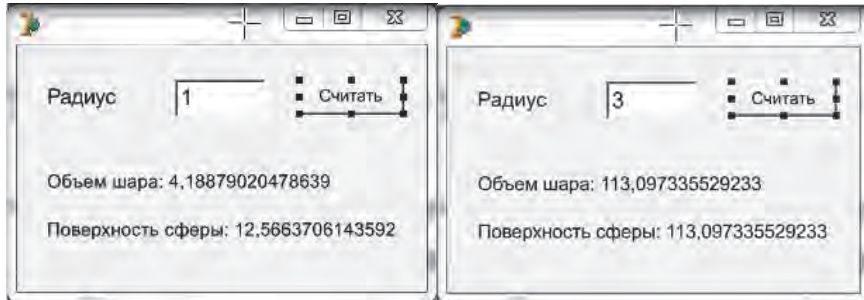 Радиус
1
Считать
Объем шара: 4,18879020478639
Поверхность сферы: 12,5663706143592
Радиус
3
Считать
Объем шара: 113,097335529233
Поверхность сферы: 113,097335529233